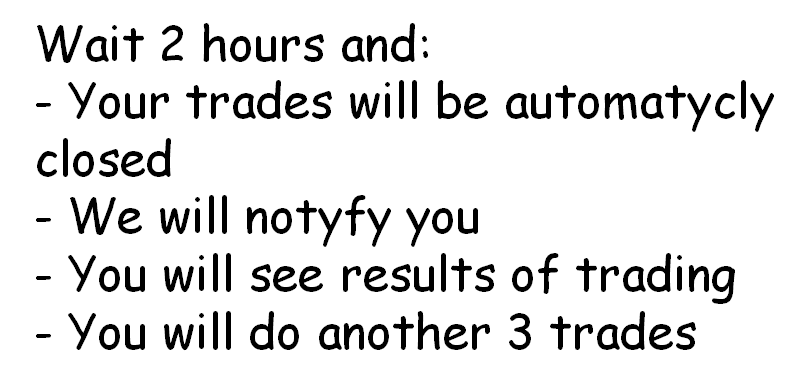 Wait 2 hours and:
- Your trades will be automatycly
closed
- We will notyfy you
- You will see results of trading
- You will do another 3 trades